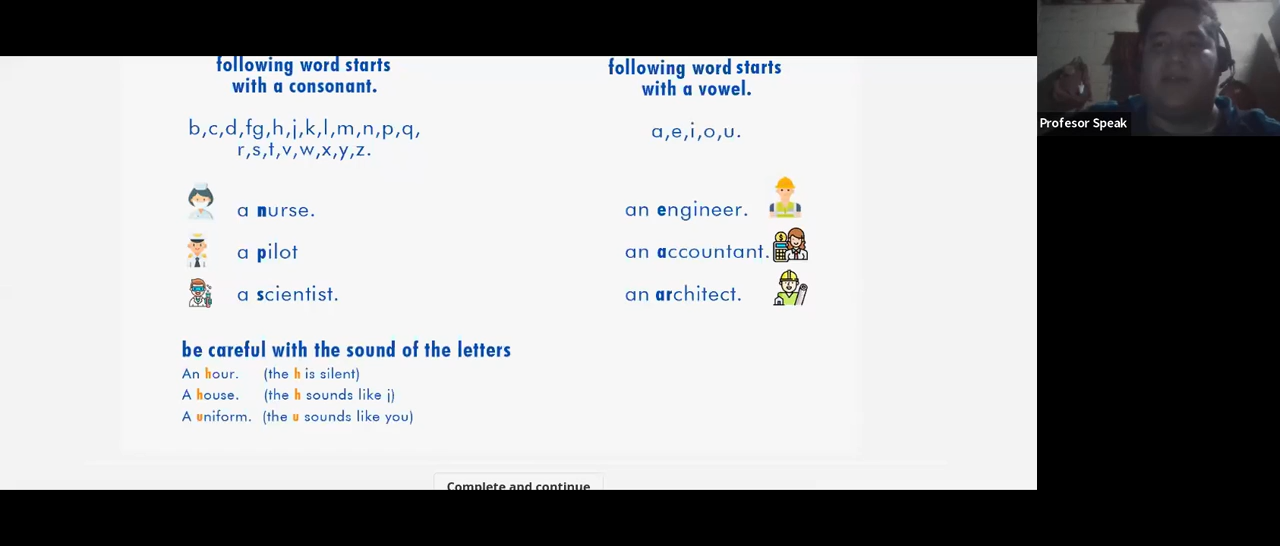 following word starts
with a consonant.
b,c,d,fg,h,j,k,l,m,n,p,q,
r,s,t,v,w,x,y,z.
a nurse.
a pilot
a scientist.
following word starts
with a vowel.
a,e,i,o,u.
an engineer.
an accountant.
an architect.
be careful with the sound of the letters
An hour. (the h is silent)
A house. (the h sounds like j)
A uniform. (the u sounds like you)
Complete and continue
Profesor Speak